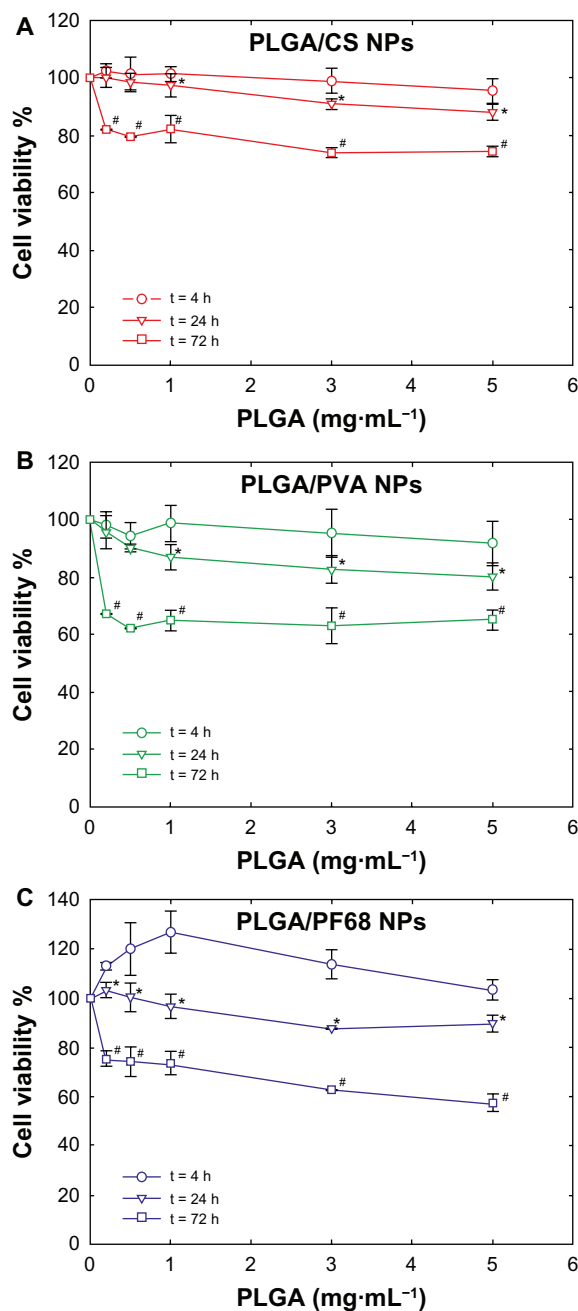 A
PLGA/CS NPs
120
100
80
60
40
20
0
Cell viability %
*
*
*
#
#
#
#
#
t = 4 h
t = 24 h
t = 72 h
0 1 2 3 4 5 6
PLGA (mg·mL⁻¹)
B
PLGA/PVA NPs
120
100
80
60
40
20
0
Cell viability %
*
*
*
#
#
#
#
#
t = 4 h
t = 24 h
t = 72 h
0 1 2 3 4 5 6
PLGA (mg·mL⁻¹)
C
PLGA/PF68 NPs
140
120
100
80
60
40
20
0
Cell viability %
*
*
*
*
*
#
#
#
#
#
t = 4 h
t = 24 h
t = 72 h
0 1 2 3 4 5 6
PLGA (mg·mL⁻¹)